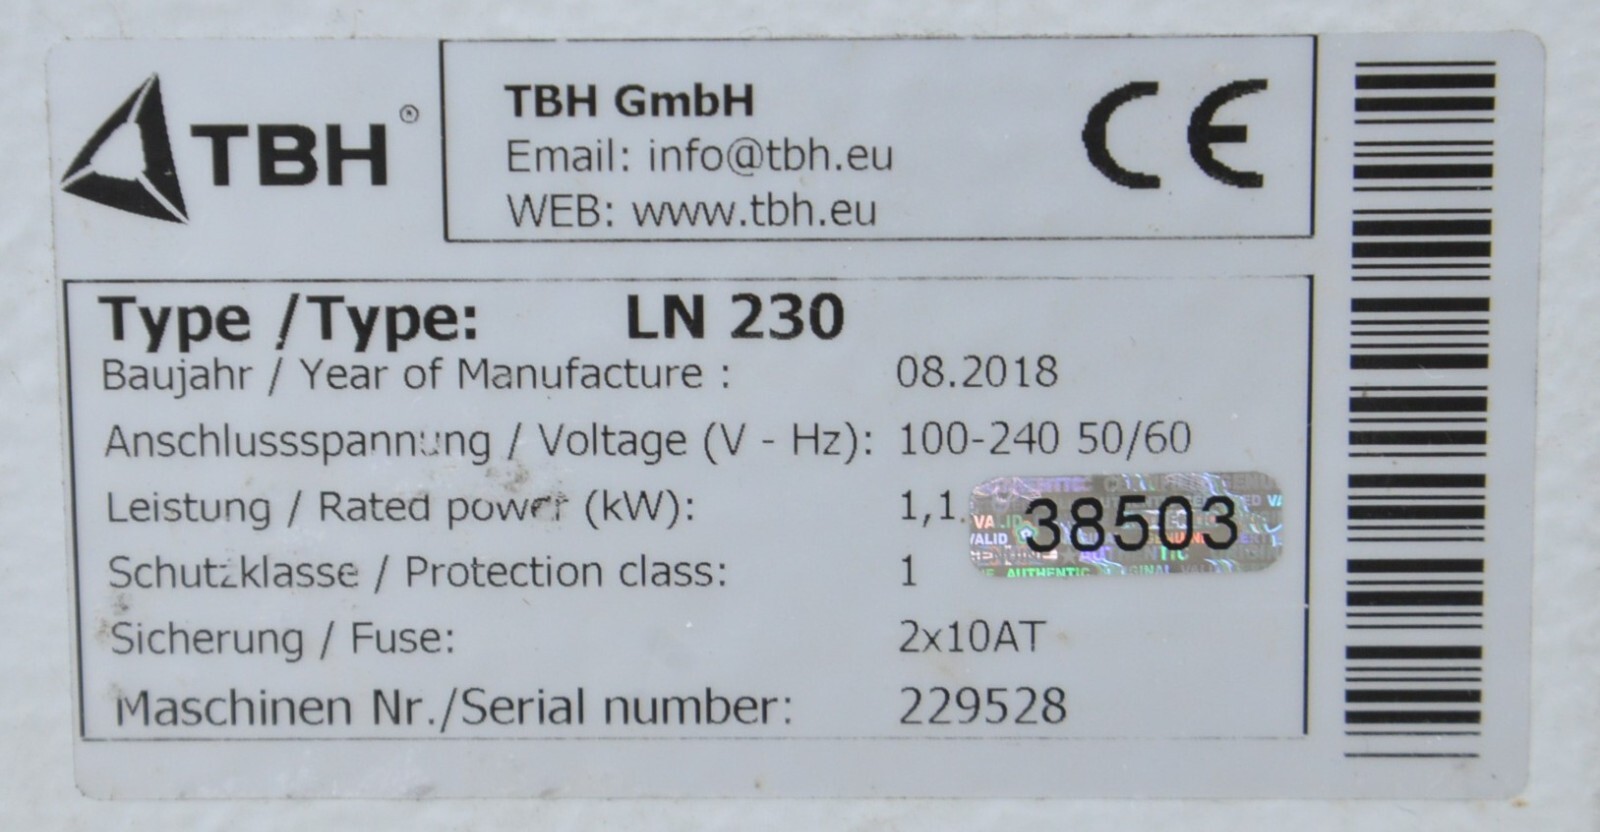 TBH®
TBH GmbH
Email: info@tbh.eu
WEB: www.tbh.eu
CE
Type /Type: LN 230
Baujahr / Year of Manufacture : 08.2018
Anschlussspannung / Voltage (V - Hz): 100-240 50/60
Leistung / Rated power (kW): 1,1
38503
Schutzklasse / Protection class: 1
Sicherung / Fuse: 2x10AT
Maschinen Nr./Serial number: 229528